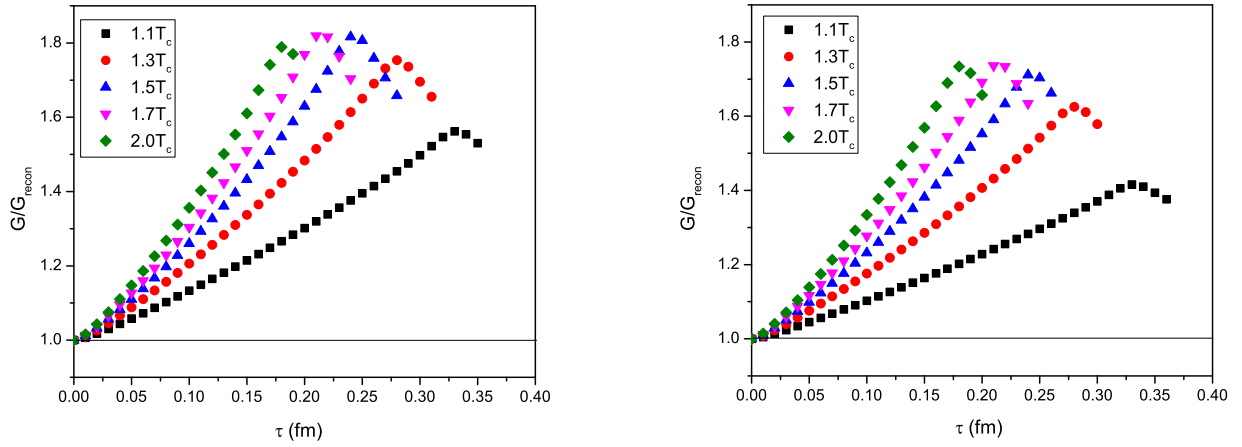 1.8
1.6
1.4
1.2
1.0
G/G_recon
1.1T_c
1.3T_c
1.5T_c
1.7T_c
2.0T_c
0.00 0.05 0.10 0.15 0.20 0.25 0.30 0.35 0.40
τ (fm)
1.8
1.6
1.4
1.2
1.0
G/G_recon
1.1T_c
1.3T_c
1.5T_c
1.7T_c
2.0T_c
0.00 0.05 0.10 0.15 0.20 0.25 0.30 0.35 0.40
τ (fm)